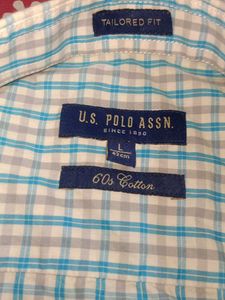 TAILORED FIT
U.S. POLO ASSN.
SINCE 1890
L
42cm
60s Cotton